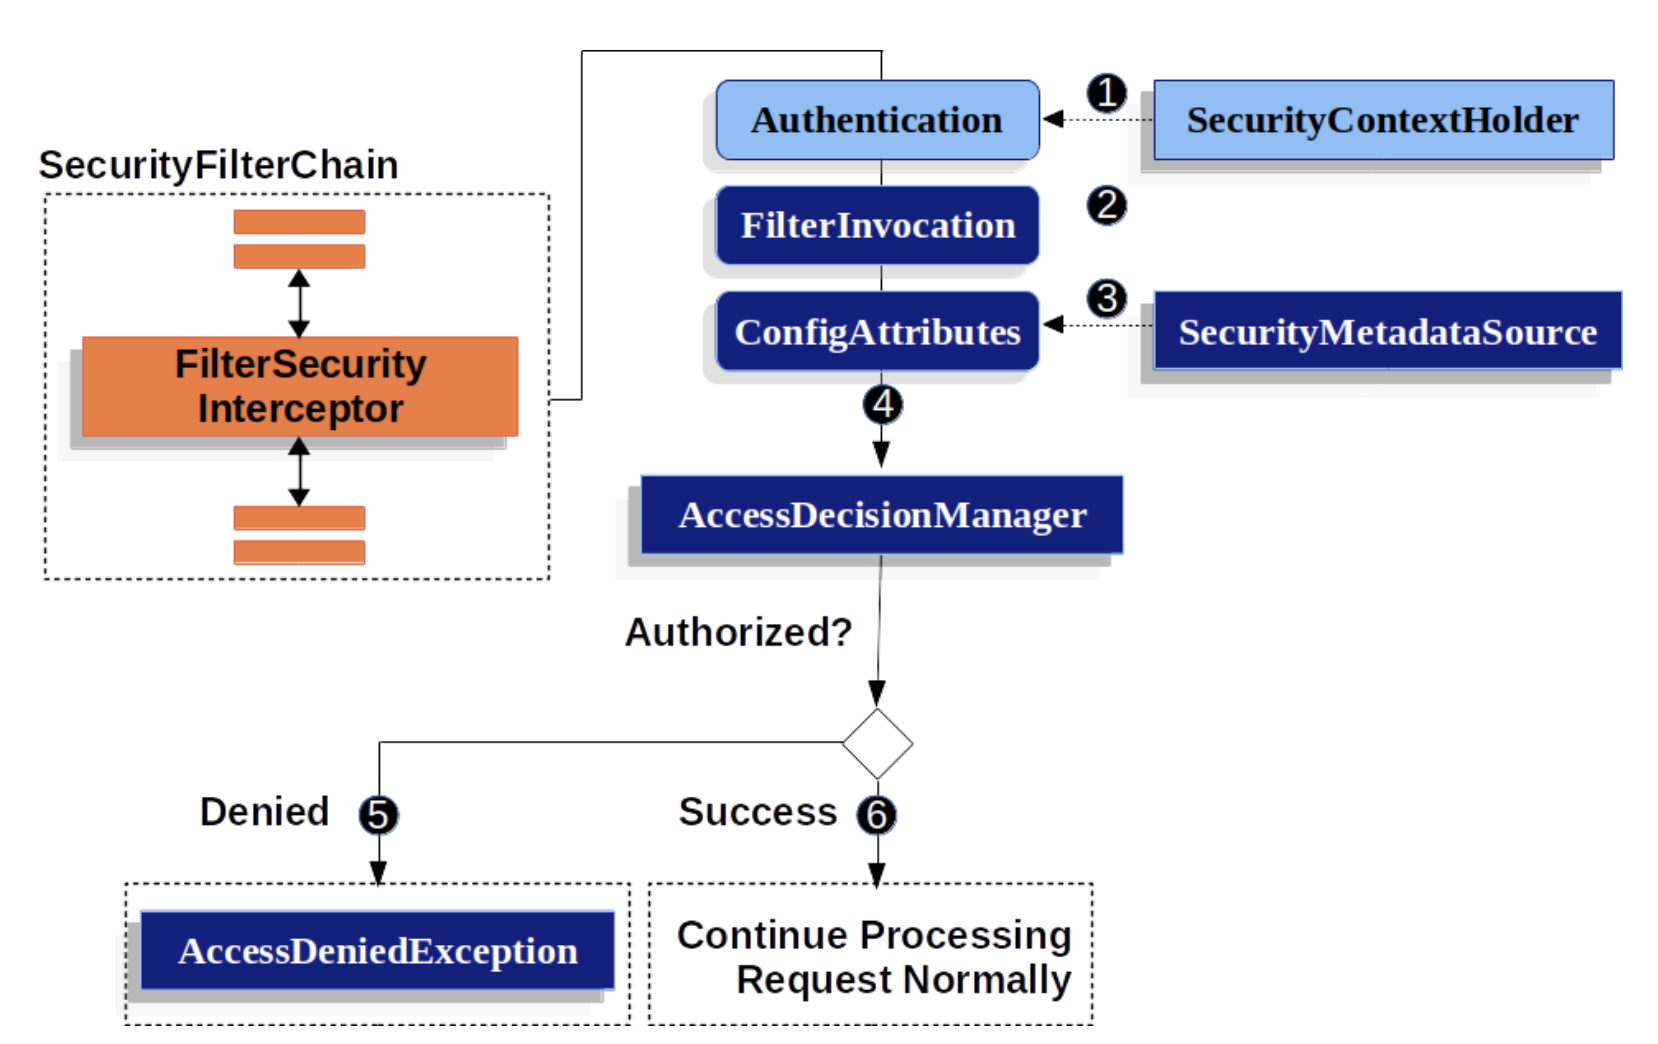 SecurityFilterChain
FilterSecurity
Interceptor
Authentication
1
SecurityContextHolder
FilterInvocation
2
ConfigAttributes
3
SecurityMetadataSource
4
AccessDecisionManager
Authorized?
Denied
5
Success
6
AccessDeniedException
Continue Processing
Request Normally